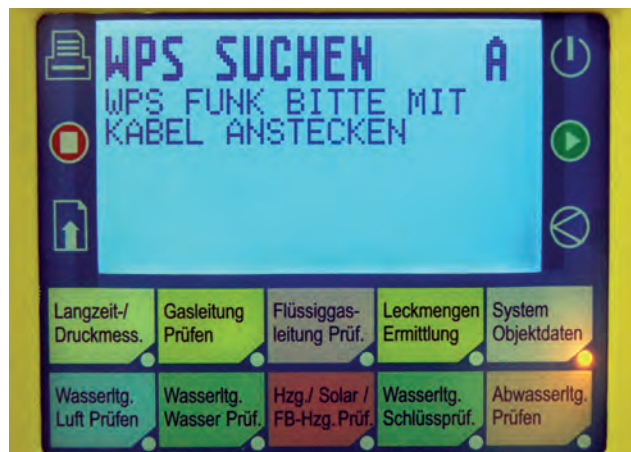 WPS SUCHEN A
WPS FUNK BITTE MIT
KABEL ANSTECKEN
Langzeit-/
Druckmess.
Gasleitung
Prüfen
Flüssiggas-
leitung Prüf.
Leckmengen
Ermittlung
System
Objektdaten
Wasserltg.
Luft Prüfen
Wasserltg.
Wasser Prüf.
Hzg./ Solar /
FB-Hzg. Prüf.
Wasserltg.
Schlüssprüf.
Abwasserltg.
Prüfen